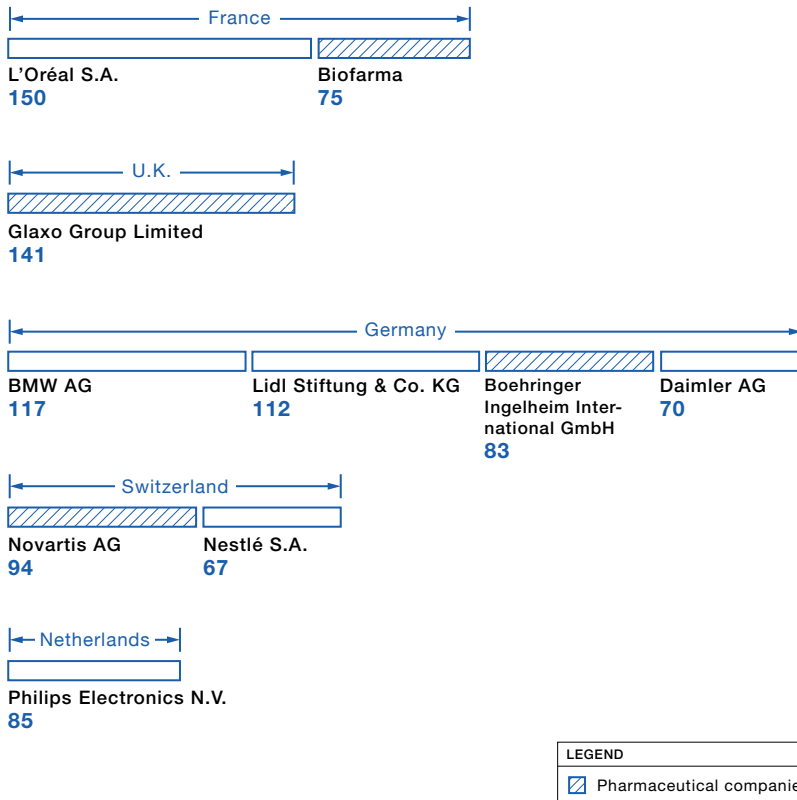 France
L'Oréal S.A.
150
Biofarma
75
U.K.
Glaxo Group Limited
141
Germany
BMW AG
117
Lidl Stiftung & Co. KG
112
Boehringer
Ingelheim Inter-
national GmbH
83
Daimler AG
70
Switzerland
Novartis AG
94
Nestlé S.A.
67
Netherlands
Philips Electronics N.V.
85
LEGEND
Pharmaceutical companie